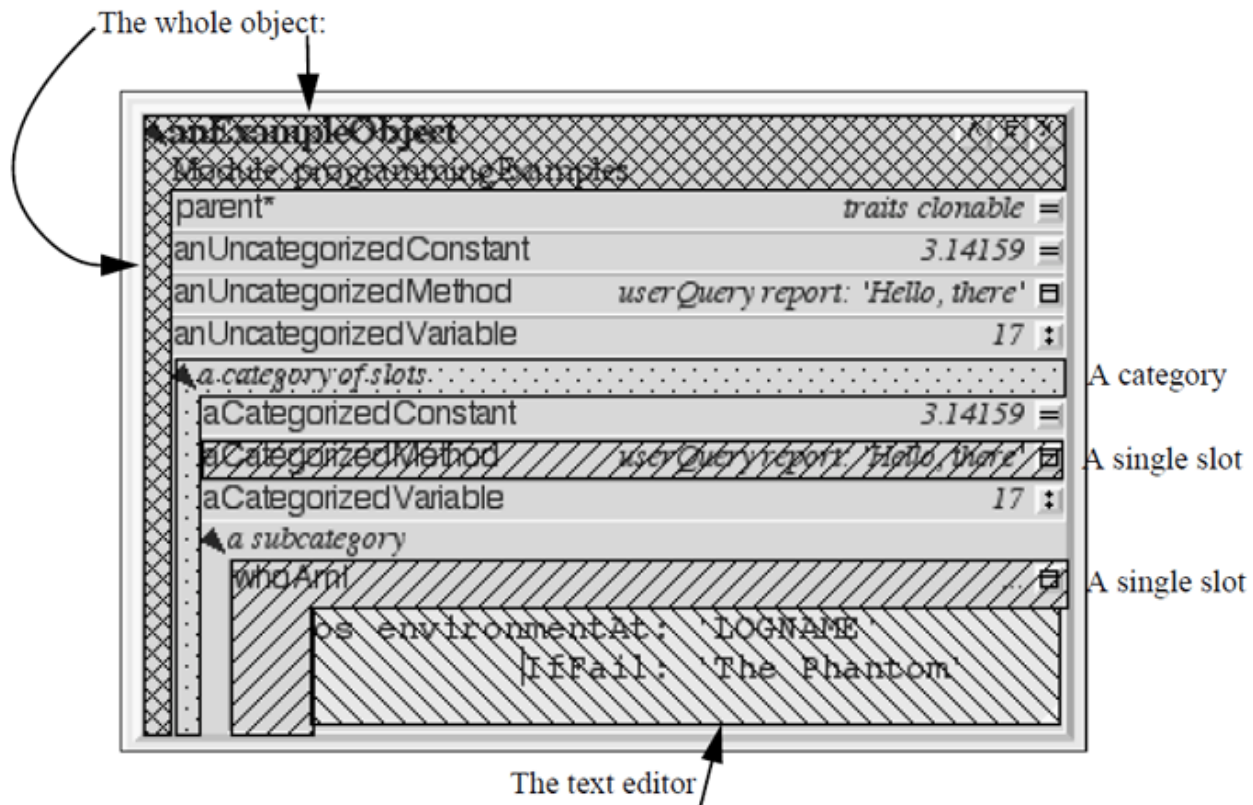 The whole object:
anExampleObject
Module: programmingExamples
parent* traits clonable =
anUncategorizedConstant 3.14159 =
anUncategorizedMethod userQuery report: 'Hello, there'
anUncategorizedVariable 17 :
a category of slots A category
aCategorizedConstant 3.14159 =
aCategorizedMethod userQuery report: 'Hello, there' A single slot
aCategorizedVariable 17 :
a subcategory
whoAmI ... A single slot
os environmentAt: 'LOGNAME'
IfFail: 'The Phantom'
The text editor